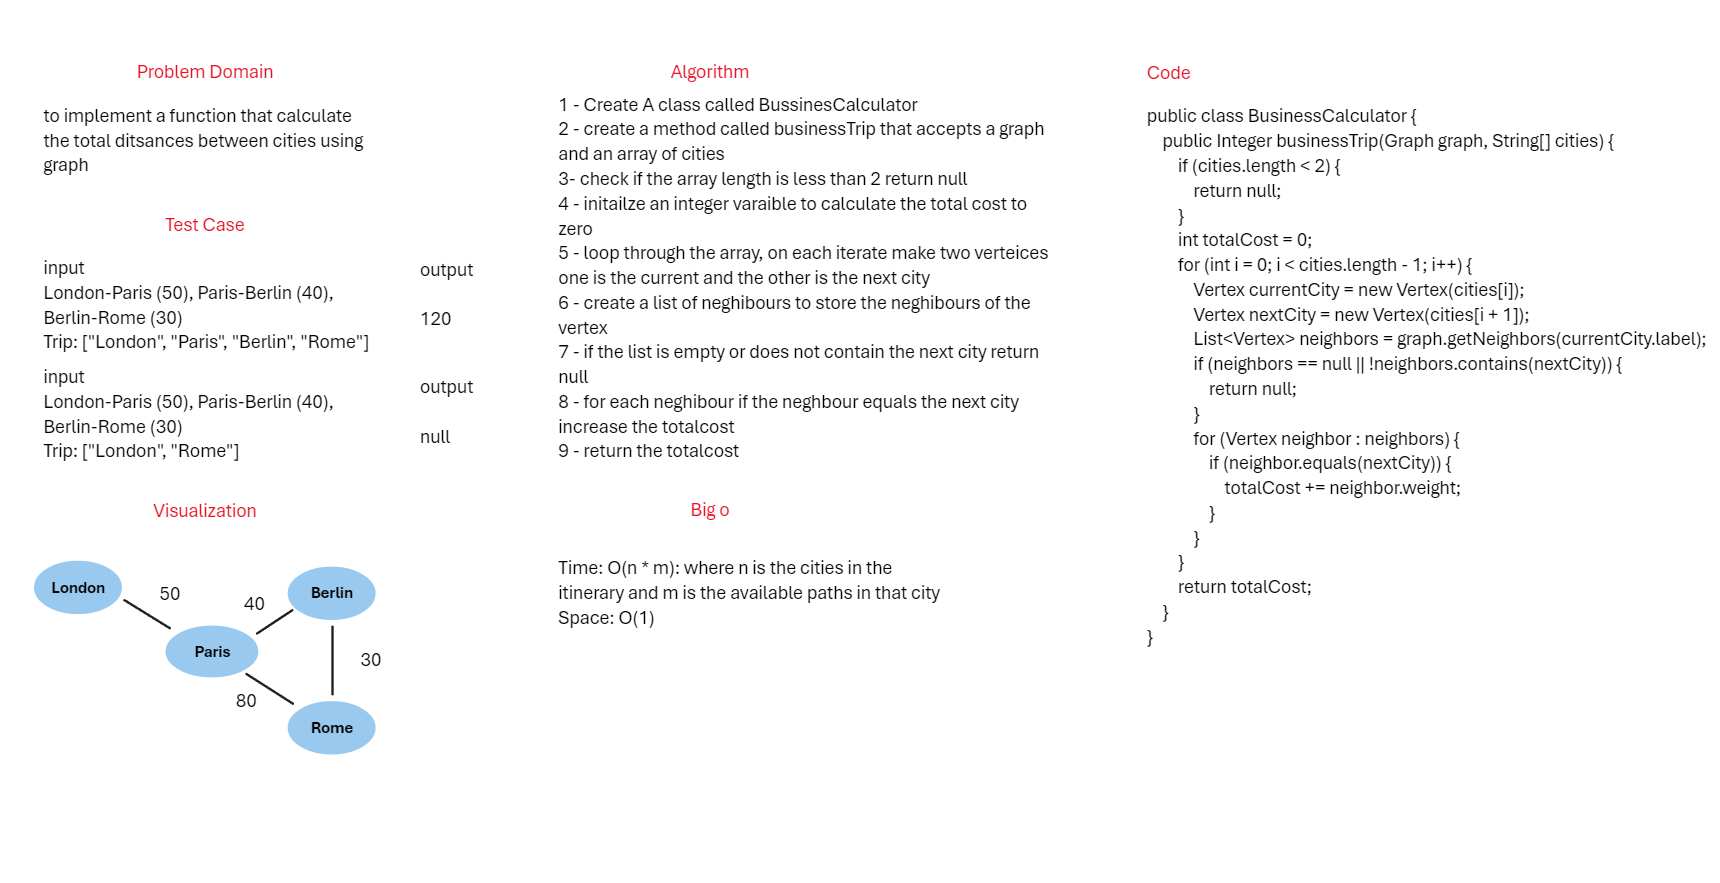 Problem Domain
to implement a function that calculate
the total ditsances between cities using
graph
Test Case
input
London-Paris (50), Paris-Berlin (40),
Berlin-Rome (30)
Trip: ["London", "Paris", "Berlin", "Rome"]
output
120
input
London-Paris (50), Paris-Berlin (40),
Berlin-Rome (30)
Trip: ["London", "Rome"]
output
null
Visualization
London
50
40
Berlin
Paris
30
80
Rome
Algorithm
1 - Create A class called BussinesCalculator
2 - create a method called businessTrip that accepts a graph
and an array of cities
3- check if the array length is less than 2 return null
4 - initailze an integer varaible to calculate the total cost to
zero
5 - loop through the array, on each iterate make two verteices
one is the current and the other is the next city
6 - create a list of neghibours to store the neghibours of the
vertex
7 - if the list is empty or does not contain the next city return
null
8 - for each neghibour if the neghbour equals the next city
increase the totalcost
9 - return the totalcost
Big o
Time: O(n * m): where n is the cities in the
itinerary and m is the available paths in that city
Space: O(1)
Code
public class BusinessCalculator {
public Integer businessTrip(Graph graph, String[] cities) {
if (cities.length < 2) {
return null;
}
int totalCost = 0;
for (int i = 0; i < cities.length - 1; i++) {
Vertex currentCity = new Vertex(cities[i]);
Vertex nextCity = new Vertex(cities[i + 1]);
List<Vertex> neighbors = graph.getNeighbors(currentCity.label);
if (neighbors == null || !neighbors.contains(nextCity)) {
return null;
}
for (Vertex neighbor : neighbors) {
if (neighbor.equals(nextCity)) {
totalCost += neighbor.weight;
}
}
}
return totalCost;
}
}